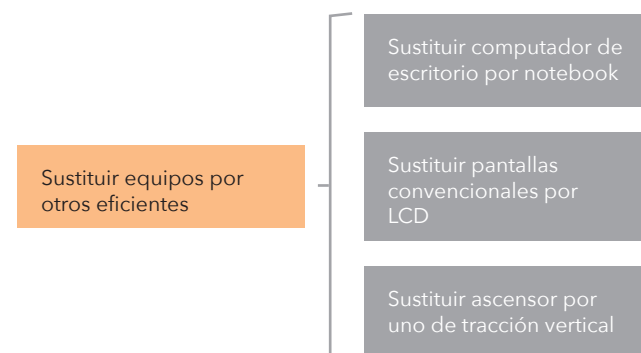 Sustituir computador de
escritorio por notebook
Sustituir equipos por
otros eficientes
Sustituir pantallas
convencionales por
LCD
Sustituir ascensor por
uno de tracción vertical